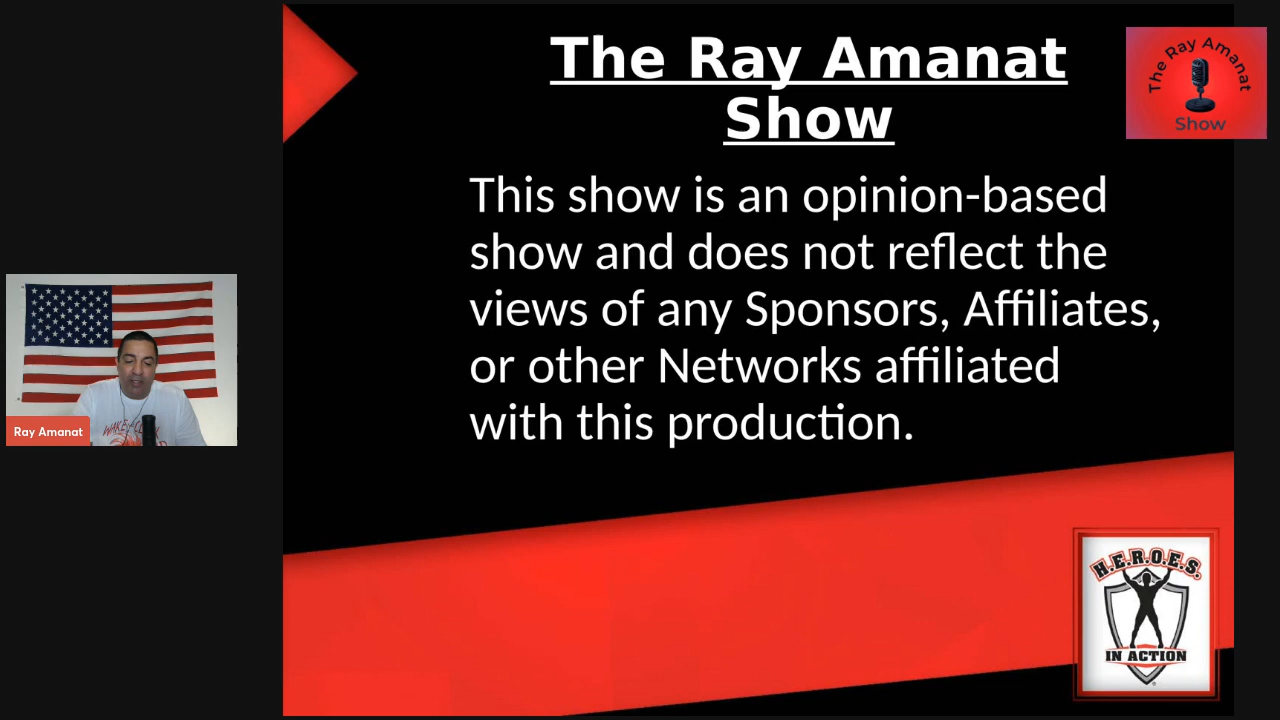 The Ray Amanat
Show
The Ray Amanat
Show
This show is an opinion-based
show and does not reflect the
views of any Sponsors, Affiliates,
or other Networks affiliated
with this production.
Ray Amanat
H.E.R.O.E.S.
IN ACTION